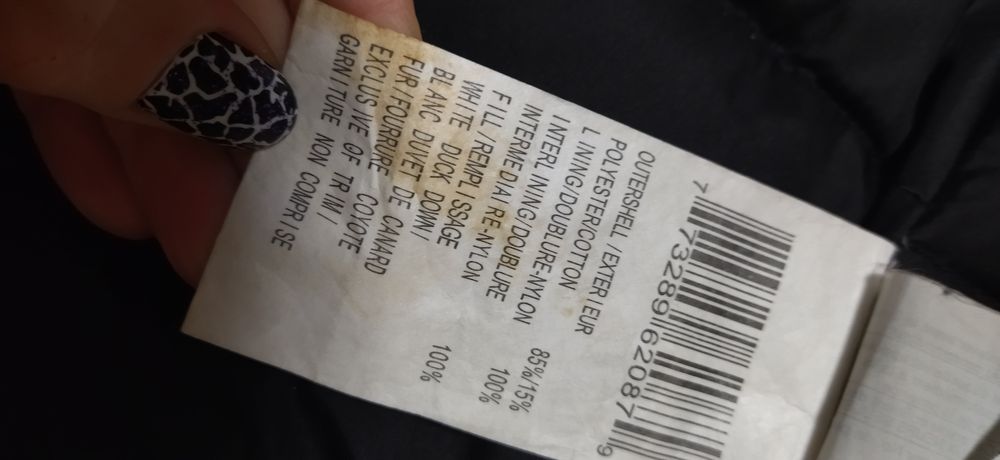 7 73289 62087 9
OUTERSHELL/EXTERIEUR
POLYESTER/COTTON 85%/15%
LINING/DOUBLURE-NYLON 100%
INTERLINING/DOUBLURE
INTERMEDIAIRE-NYLON 100%
FILL/REMPLISSAGE
WHITE DUCK DOWN/
BLANC DUVET DE CANARD
FUR/FOURRURE COYOTE
EXCLUSIVE OF TRIM/
GARNITURE NON COMPRISE